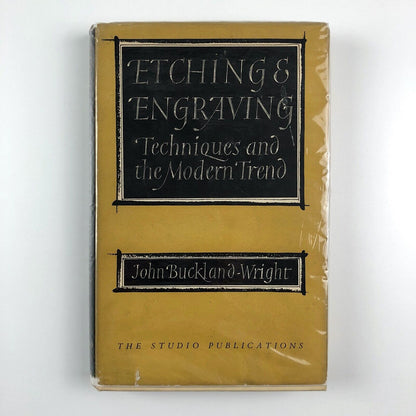 ETCHING &
ENGRAVING
Techniques and
the Modern Trend
John Buckland-Wright
THE STUDIO PUBLICATIONS